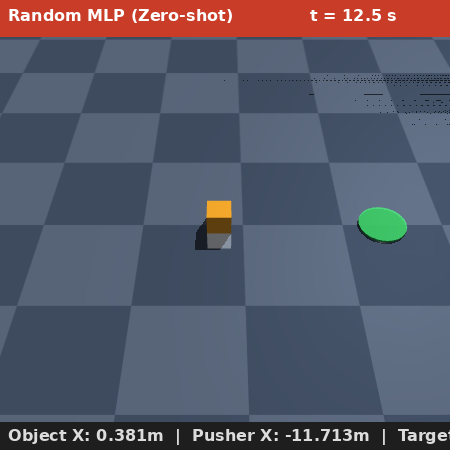 Random MLP (Zero-shot) t = 12.5 s
Object X: 0.381m | Pusher X: -11.713m | Target